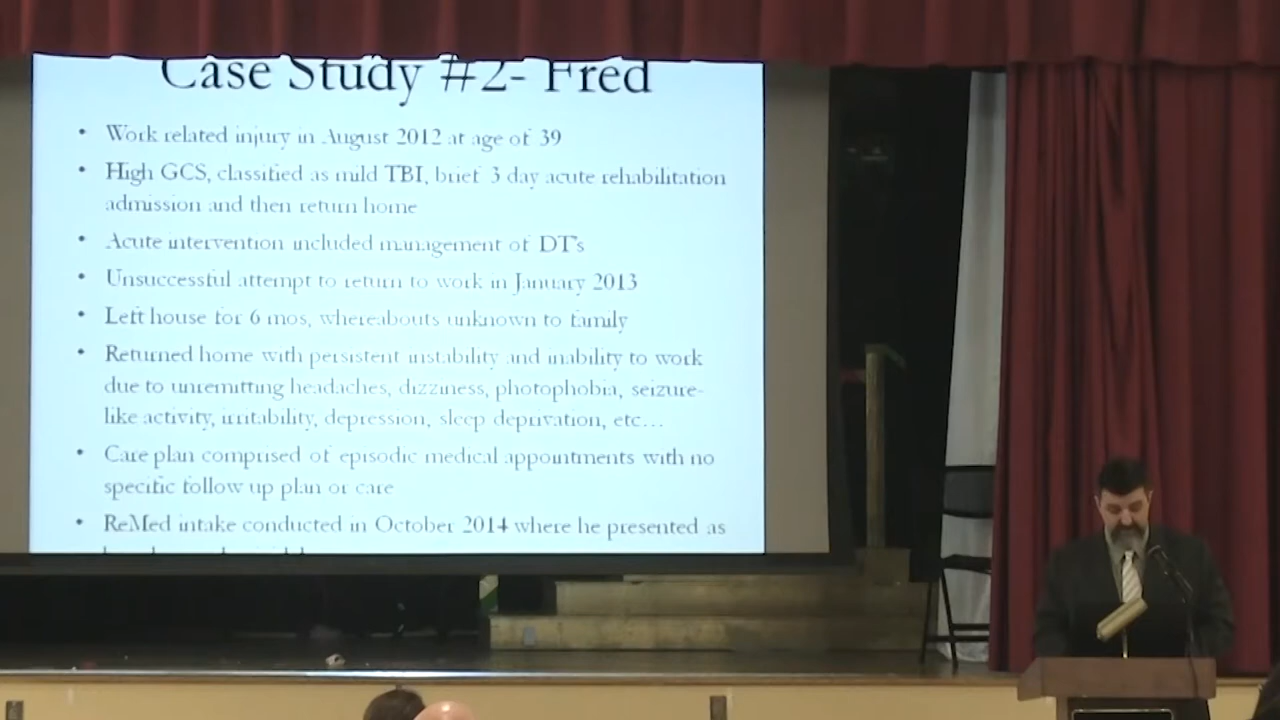 Case Study #2- Fred
• Work related injury in August 2012 at age of 39
• High GCS, classified as mild TBI, brief 3 day acute rehabilitation
admission and then return home
• Acute intervention included management of DT's
• Unsuccessful attempt to return to work in January 2013
• Left house for 6 mos, whereabouts unknown to family
• Returned home with persistent instability and inability to work
due to unremitting headaches, dizziness, photophobia, seizure-
like activity, irritability, depression, sleep deprivation, etc…
• Care plan comprised of episodic medical appointments with no
specific follow up plan or care
• ReMed intake conducted in October 2014 where he presented as